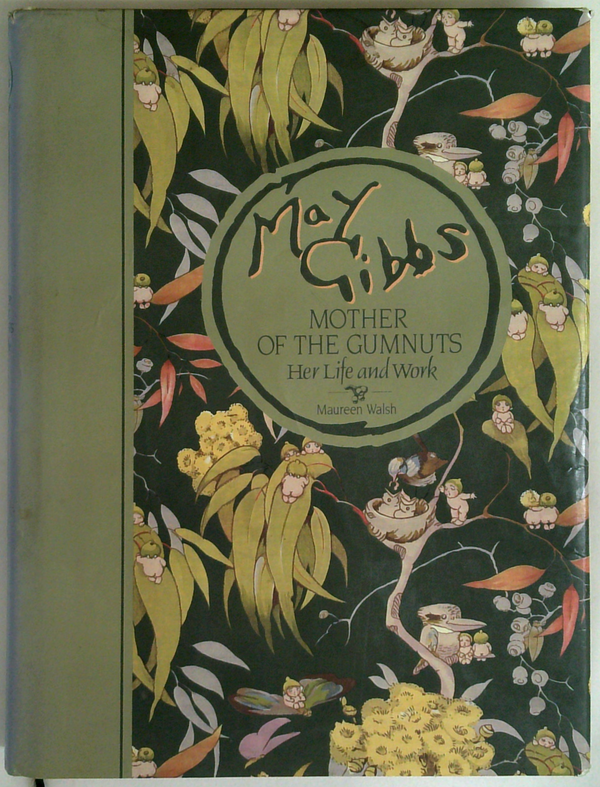 May
Gibbs
MOTHER
OF THE GUMNUTS
Her Life and Work
Maureen Walsh